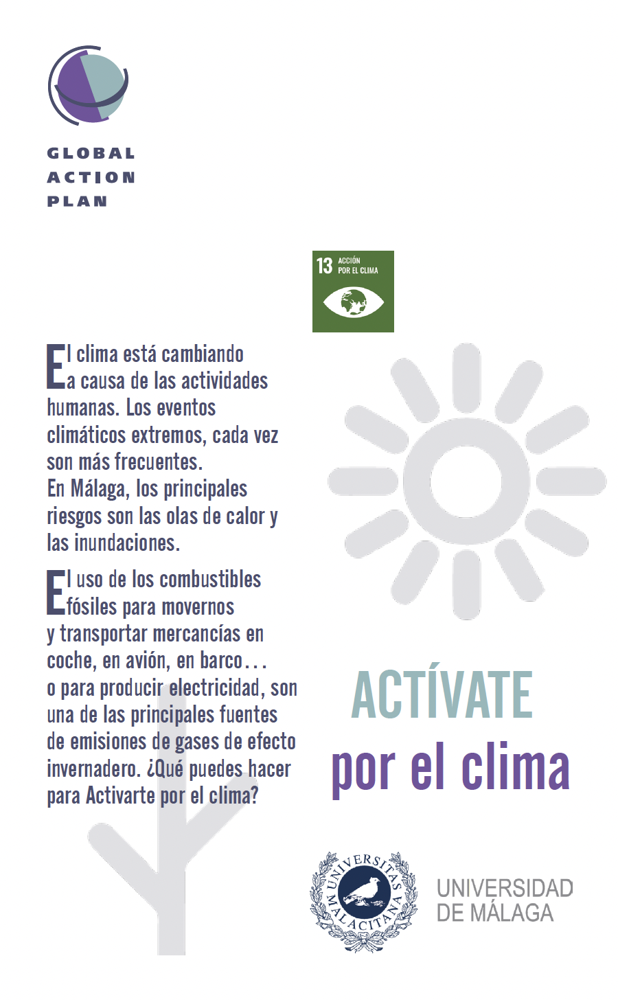 GLOBAL
ACTION
PLAN
13 ACCIÓN
POR EL CLIMA
El clima está cambiando
a causa de las actividades
humanas. Los eventos
climáticos extremos, cada vez
son más frecuentes.
En Málaga, los principales
riesgos son las olas de calor y
las inundaciones.
El uso de los combustibles
fósiles para movernos
y transportar mercancías en
coche, en avión, en barco...
o para producir electricidad, son
una de las principales fuentes
de emisiones de gases de efecto
invernadero. ¿Qué puedes hacer
para Activarte por el clima?
ACTÍVATE
por el clima
UNIVERSITAS
MALACITANA
UNIVERSIDAD
DE MÁLAGA